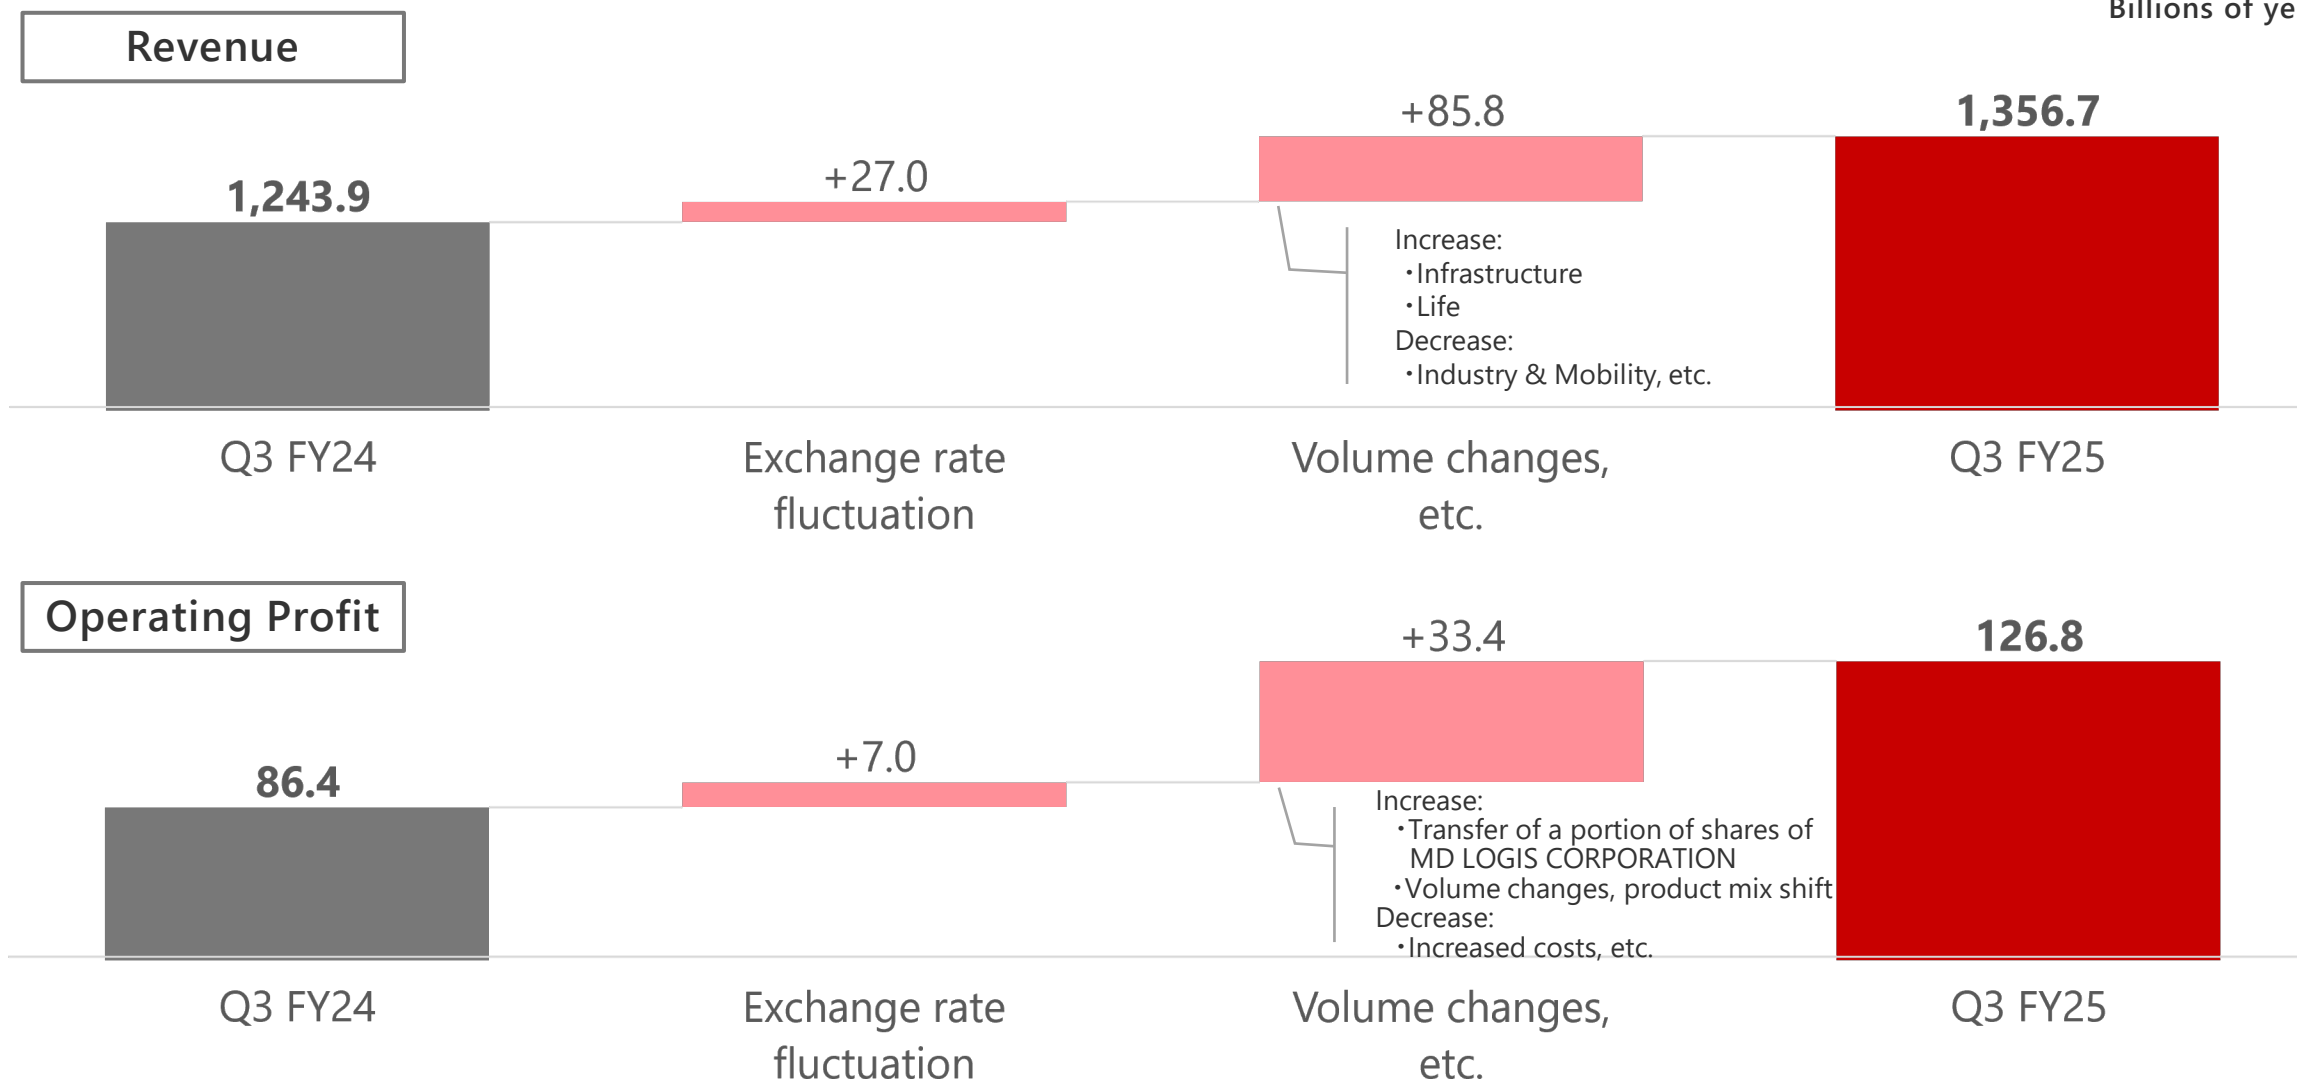 Billions of ye
Revenue
1,243.9
+27.0
+85.8
1,356.7
Increase:
・Infrastructure
・Life
Decrease:
・Industry & Mobility, etc.
Q3 FY24
Exchange rate
fluctuation
Volume changes,
etc.
Q3 FY25
Operating Profit
86.4
+7.0
+33.4
126.8
Increase:
・Transfer of a portion of shares of
MD LOGIS CORPORATION
・Volume changes, product mix shift
Decrease:
・Increased costs, etc.
Q3 FY24
Exchange rate
fluctuation
Volume changes,
etc.
Q3 FY25